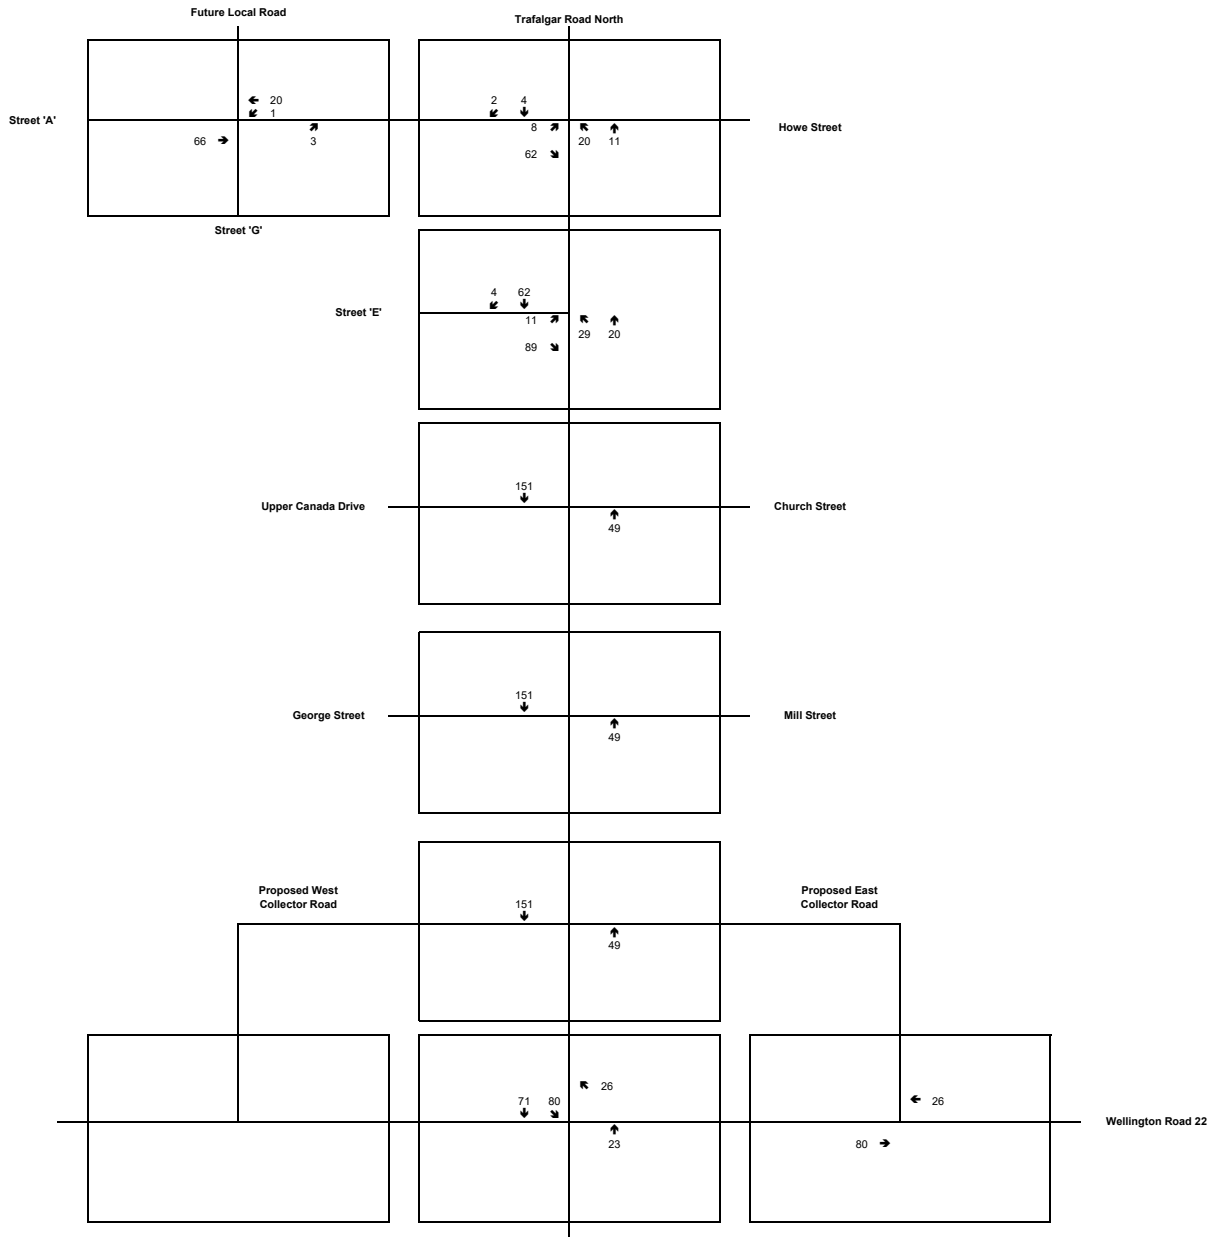 Future Local Road
Trafalgar Road North
20
2 4
Street 'A'
1
Howe Street
66
3
8
20 11
62
Street 'G'
4 62
Street 'E'
11
29 20
89
151
Upper Canada Drive
Church Street
49
151
George Street
Mill Street
49
Proposed West
Collector Road
Proposed East
Collector Road
151
49
26
71 80
26
Wellington Road 22
23
80